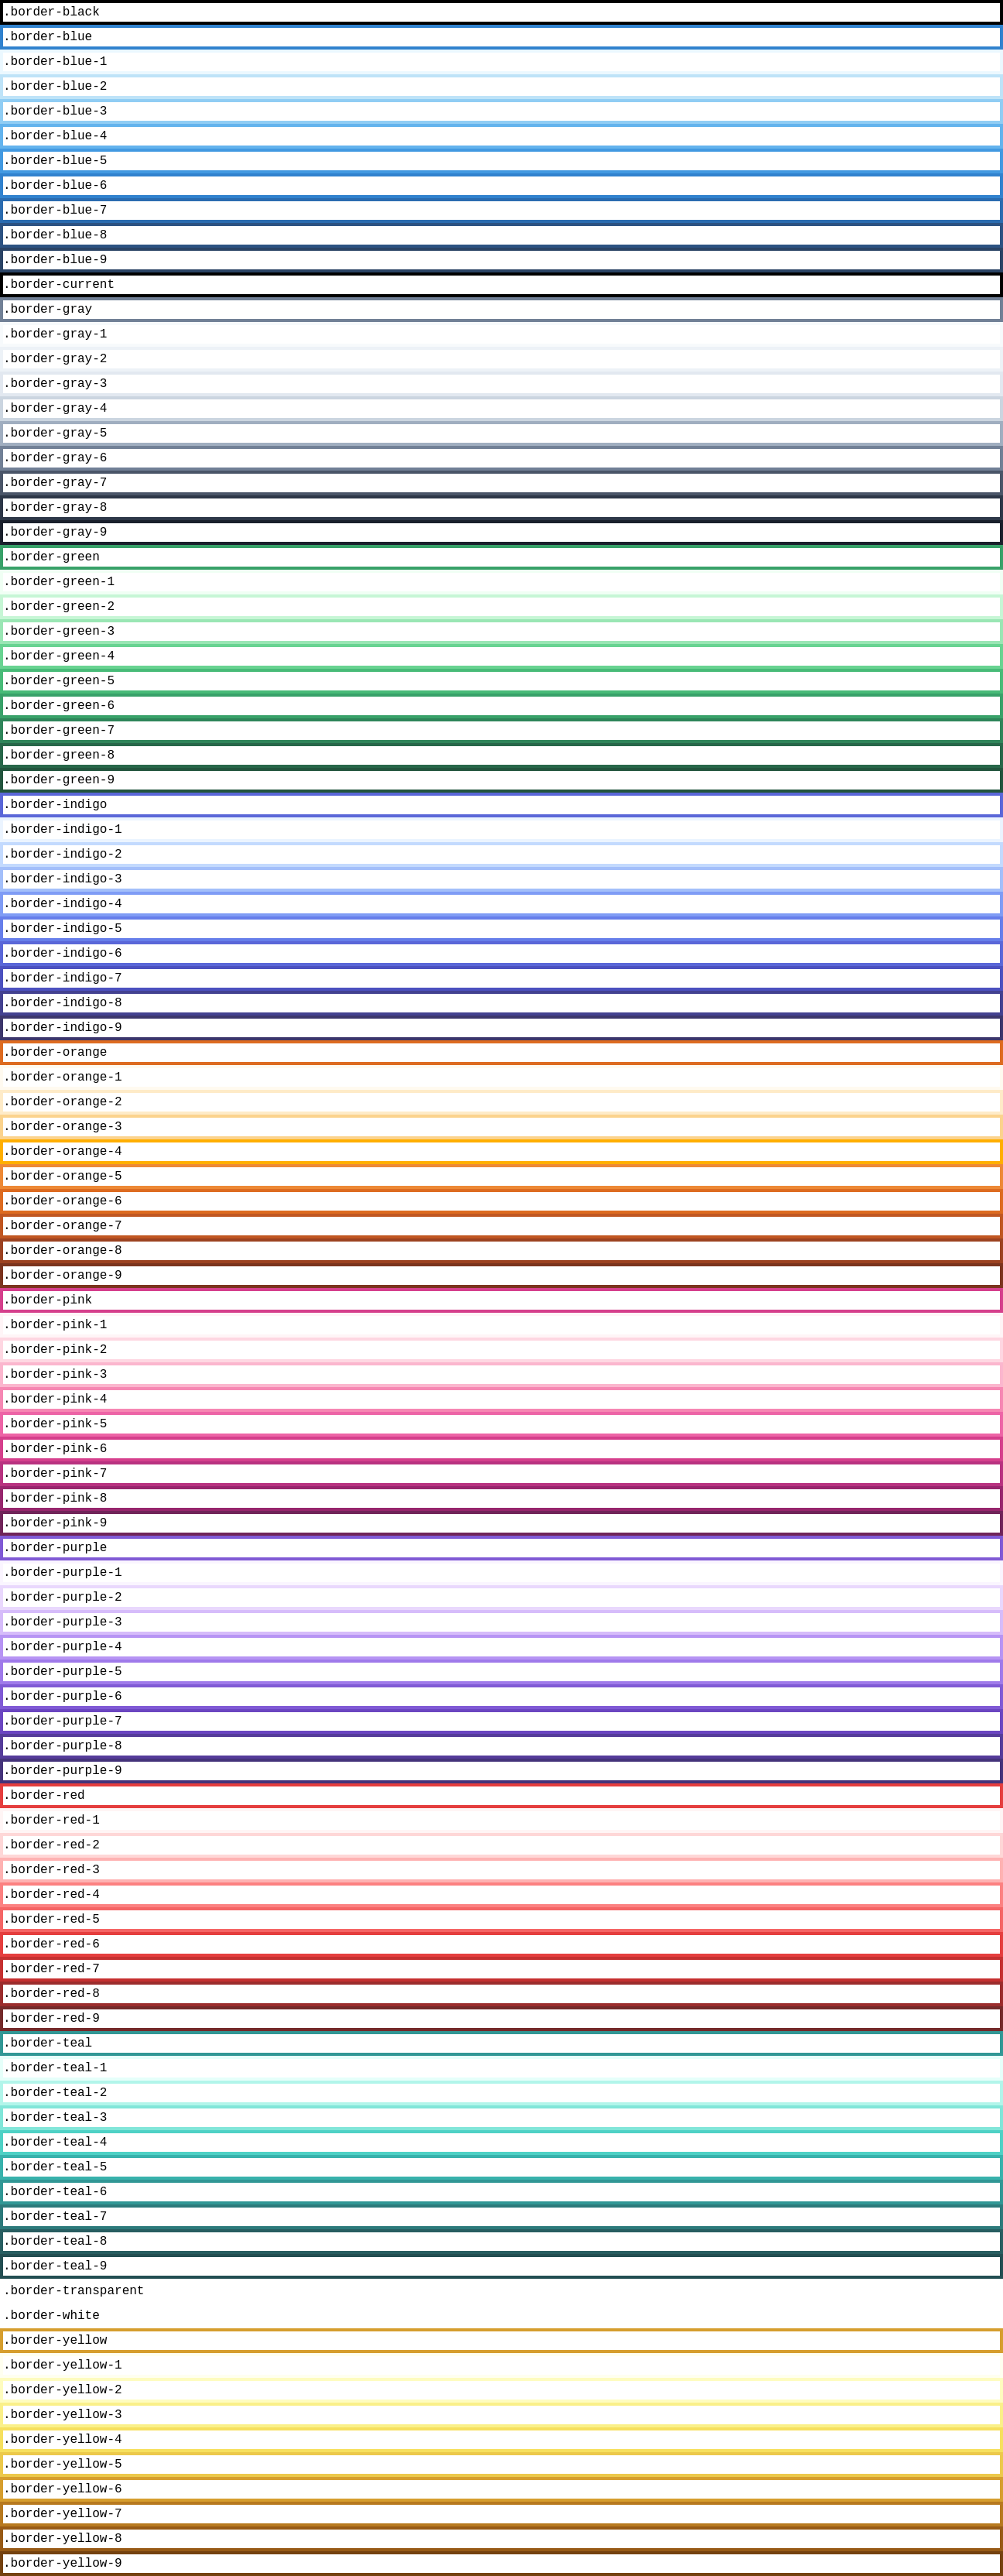 .border-black
.border-blue
.border-blue-1
.border-blue-2
.border-blue-3
.border-blue-4
.border-blue-5
.border-blue-6
.border-blue-7
.border-blue-8
.border-blue-9
.border-current
.border-gray
.border-gray-1
.border-gray-2
.border-gray-3
.border-gray-4
.border-gray-5
.border-gray-6
.border-gray-7
.border-gray-8
.border-gray-9
.border-green
.border-green-1
.border-green-2
.border-green-3
.border-green-4
.border-green-5
.border-green-6
.border-green-7
.border-green-8
.border-green-9
.border-indigo
.border-indigo-1
.border-indigo-2
.border-indigo-3
.border-indigo-4
.border-indigo-5
.border-indigo-6
.border-indigo-7
.border-indigo-8
.border-indigo-9
.border-orange
.border-orange-1
.border-orange-2
.border-orange-3
.border-orange-4
.border-orange-5
.border-orange-6
.border-orange-7
.border-orange-8
.border-orange-9
.border-pink
.border-pink-1
.border-pink-2
.border-pink-3
.border-pink-4
.border-pink-5
.border-pink-6
.border-pink-7
.border-pink-8
.border-pink-9
.border-purple
.border-purple-1
.border-purple-2
.border-purple-3
.border-purple-4
.border-purple-5
.border-purple-6
.border-purple-7
.border-purple-8
.border-purple-9
.border-red
.border-red-1
.border-red-2
.border-red-3
.border-red-4
.border-red-5
.border-red-6
.border-red-7
.border-red-8
.border-red-9
.border-teal
.border-teal-1
.border-teal-2
.border-teal-3
.border-teal-4
.border-teal-5
.border-teal-6
.border-teal-7
.border-teal-8
.border-teal-9
.border-transparent
.border-white
.border-yellow
.border-yellow-1
.border-yellow-2
.border-yellow-3
.border-yellow-4
.border-yellow-5
.border-yellow-6
.border-yellow-7
.border-yellow-8
.border-yellow-9